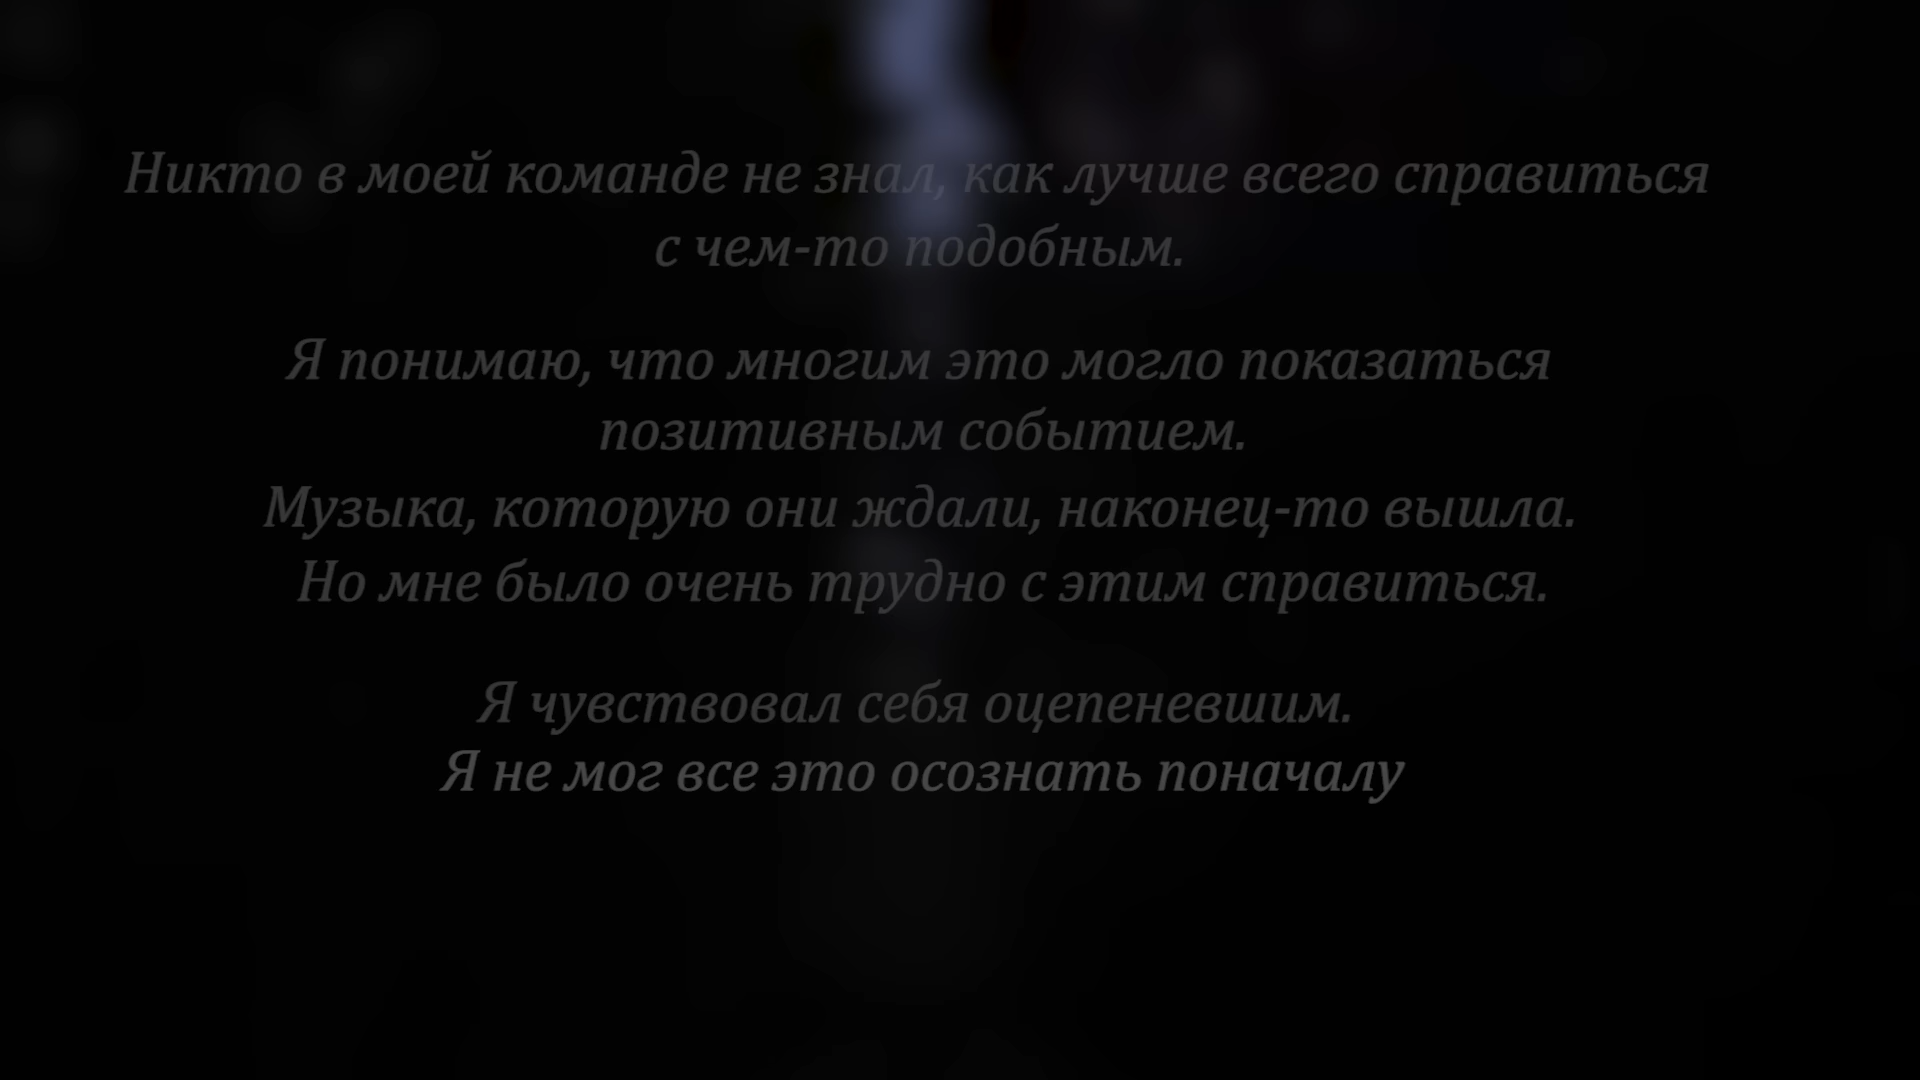 Никто в моей команде не знал, как лучше всего справиться
с чем-то подобным.
Я понимаю, что многим это могло показаться
позитивным событием.
Музыка, которую они ждали, наконец-то вышла.
Но мне было очень трудно с этим справиться.
Я чувствовал себя оцепеневшим.
Я не мог все это осознать поначалу